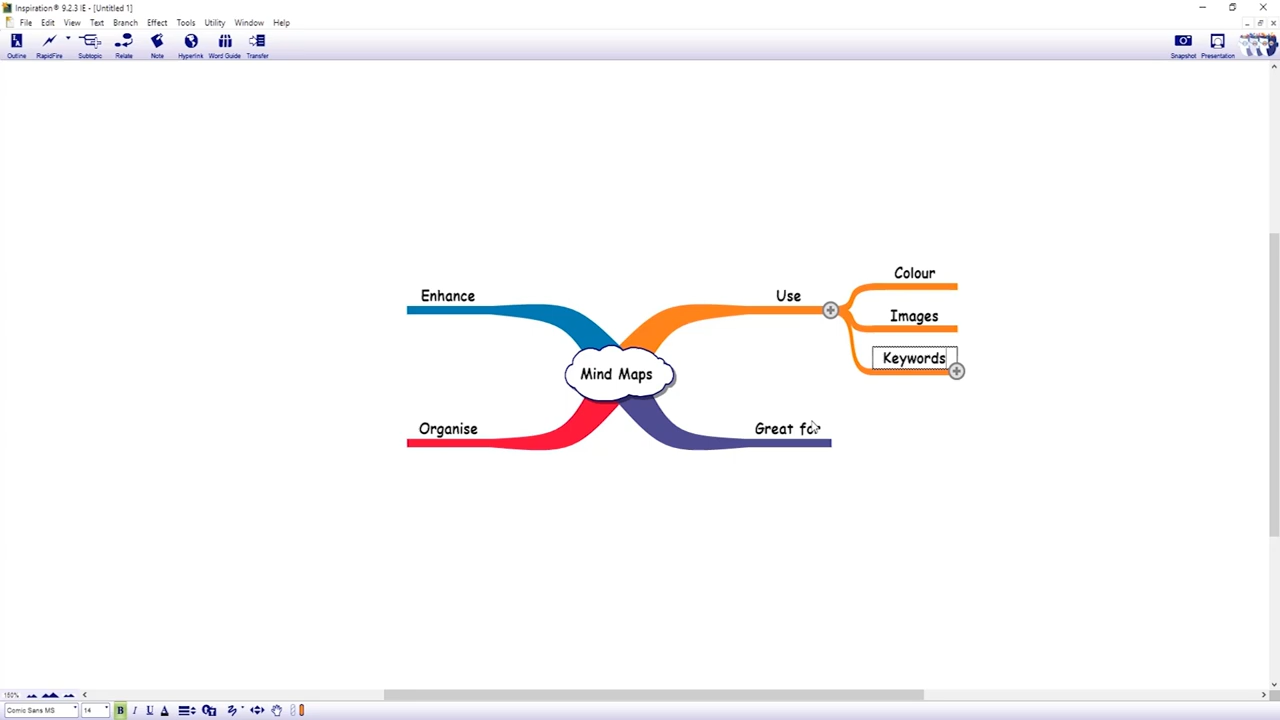 Inspiration® 9.2.3 IE - [Untitled 1]
File Edit View Text Branch Effect Tools Utility Window Help
Outline RapidFire Subtopic Relate Note Hyperlink Word Guide Transfer Snapshot Presentation
Colour
Enhance Use
Images
Keywords
Mind Maps
Organise Great for
150%
Comic Sans MS 14 B I U A